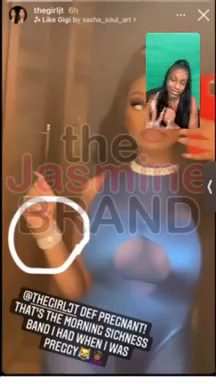 thegirljt 6h
Like Gigi by sasha_soul_art >
the
Jasmine
BRAND
@THEGIRLJT DEF PREGNANT!
THAT'S THE MORNING SICKNESS
BAND I HAD WHEN I WAS
PREGGY